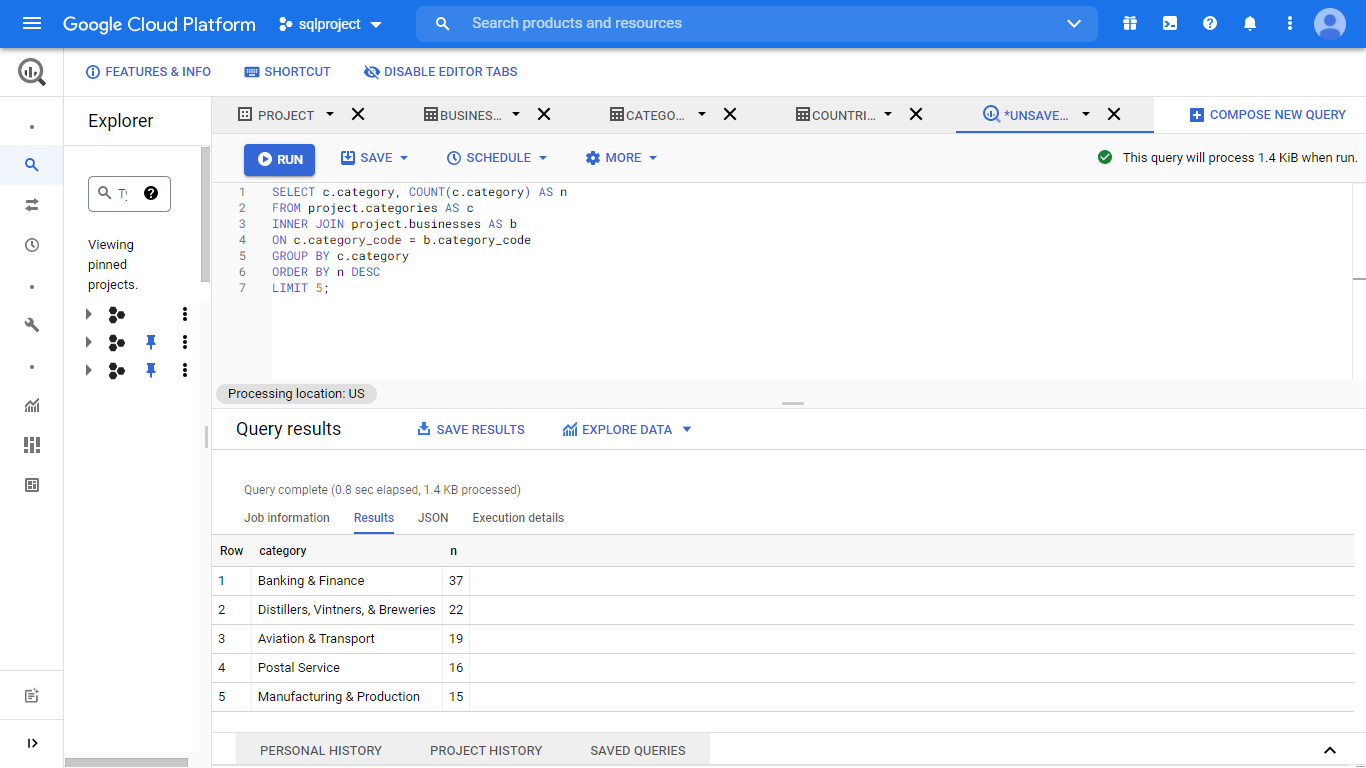 Google Cloud Platform sqlproject Search products and resources
FEATURES & INFO SHORTCUT DISABLE EDITOR TABS
Explorer
PROJECT BUSINES... CATEGO... COUNTRI... *UNSAVE... COMPOSE NEW QUERY
RUN SAVE SCHEDULE MORE This query will process 1.4 KiB when run.
Viewing
pinned
projects.
1 SELECT c.category, COUNT(c.category) AS n
2 FROM project.categories AS c
3 INNER JOIN project.businesses AS b
4 ON c.category_code = b.category_code
5 GROUP BY c.category
6 ORDER BY n DESC
7 LIMIT 5;
Processing location: US
Query results SAVE RESULTS EXPLORE DATA
Query complete (0.8 sec elapsed, 1.4 KB processed)
Job information Results JSON Execution details
Row category n
1 Banking & Finance 37
2 Distillers, Vintners, & Breweries 22
3 Aviation & Transport 19
4 Postal Service 16
5 Manufacturing & Production 15
PERSONAL HISTORY PROJECT HISTORY SAVED QUERIES